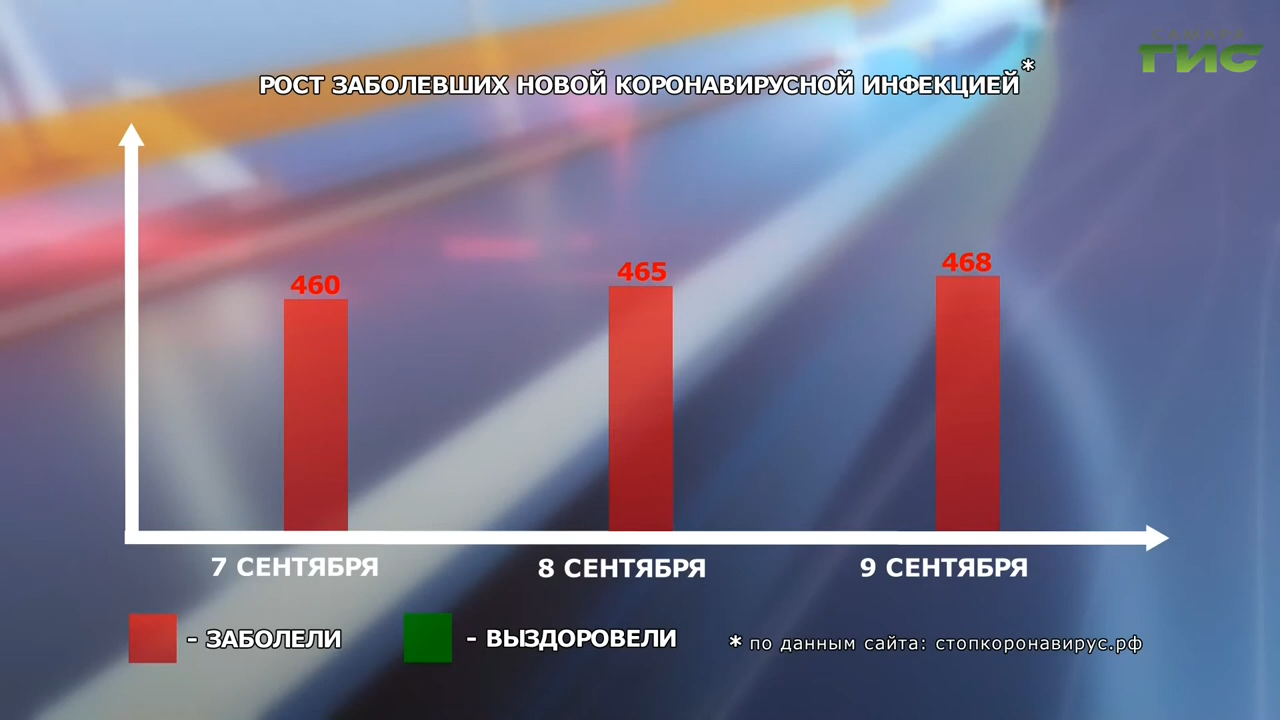 САМАРА
ГИС
РОСТ ЗАБОЛЕВШИХ НОВОЙ КОРОНАВИРУСНОЙ ИНФЕКЦИЕЙ*
460
465
468
7 СЕНТЯБРЯ
8 СЕНТЯБРЯ
9 СЕНТЯБРЯ
- ЗАБОЛЕЛИ
- ВЫЗДОРОВЕЛИ
* по данным сайта: стопкоронавирус.рф